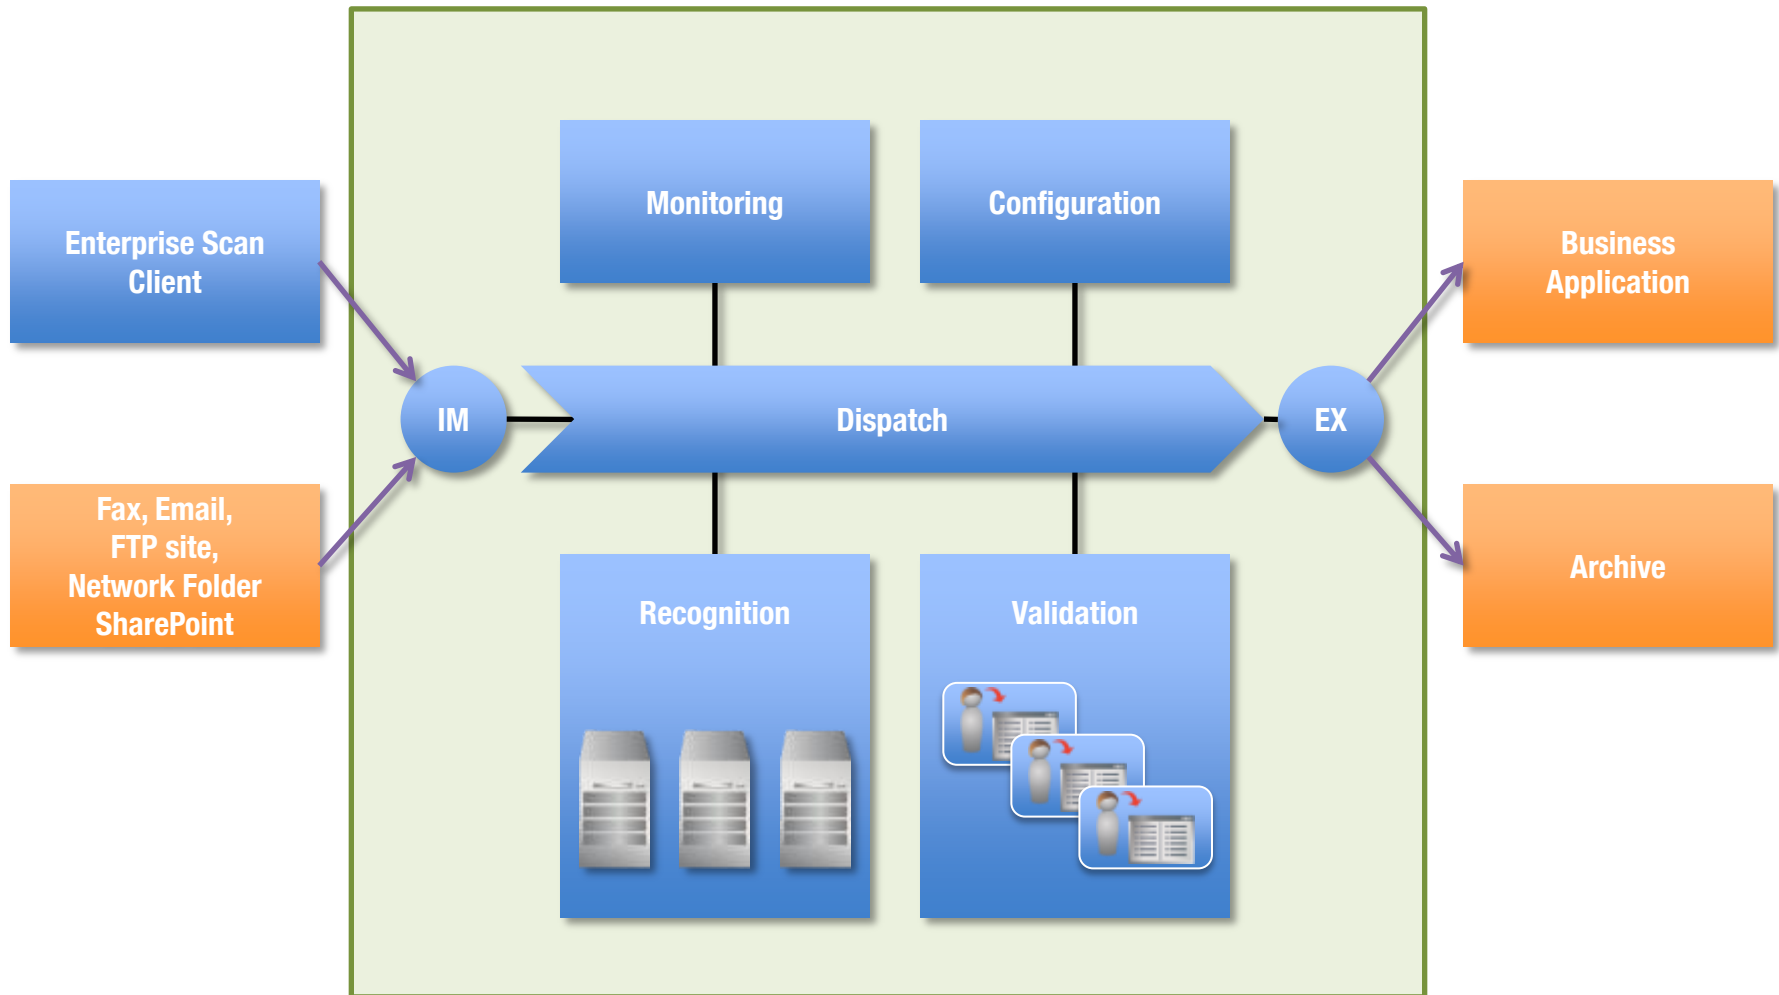 Monitoring
Configuration
Enterprise Scan
Client
Business
Application
IM
Dispatch
EX
Fax, Email,
FTP site,
Network Folder
SharePoint
Archive
Recognition
Validation